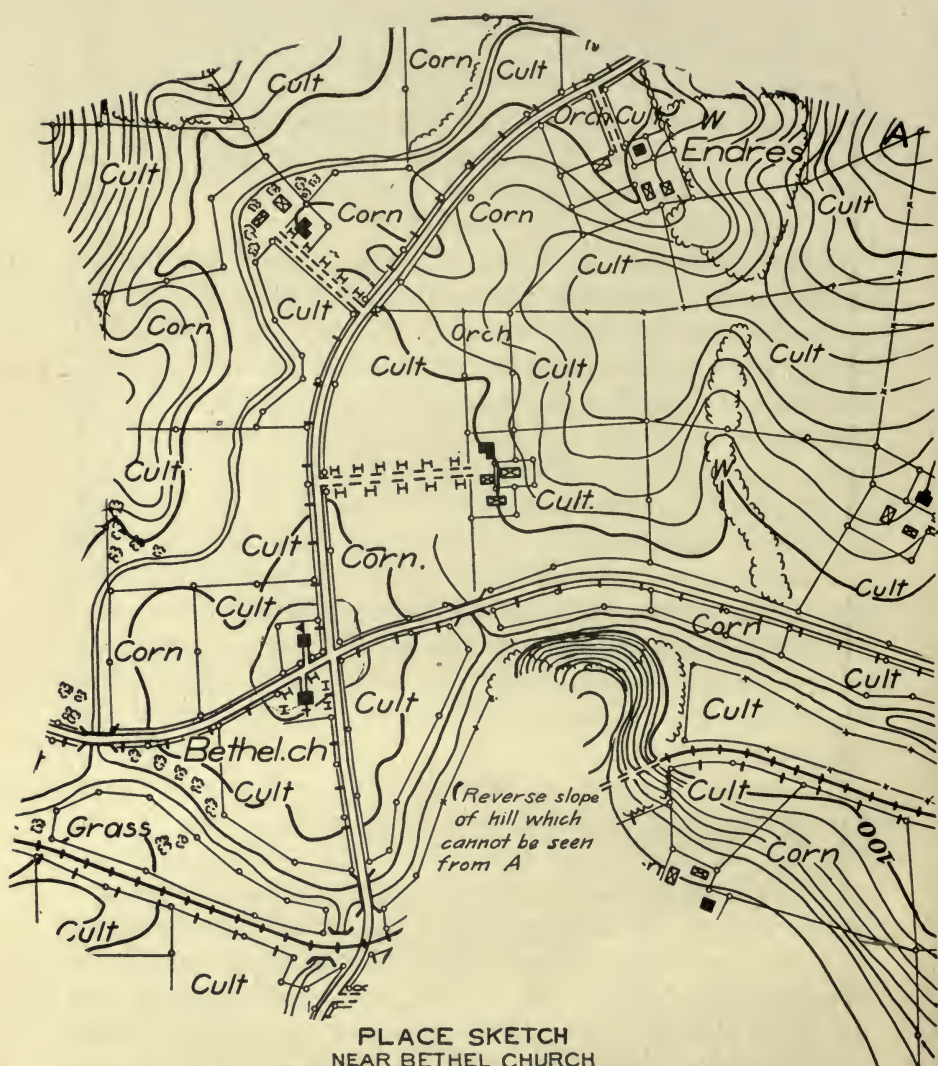 Corn
Cult
Cult
Orch
Cult
W
Endres
A
Cult
Cult
Corn
Corn
Cult
Cult
Corn
Orch
Cult
Cult
Cult
Cult
W
Cult.
Cult
Corn.
Cult
Cult
Corn
Corn
Cult
Cult
Cult
Bethel.ch
Cult
Cult
(Reverse slope
of hill which
cannot be seen
from A
Grass
Corn
100
Cult
Cult
PLACE SKETCH
NEAR BETHEL CHURCH